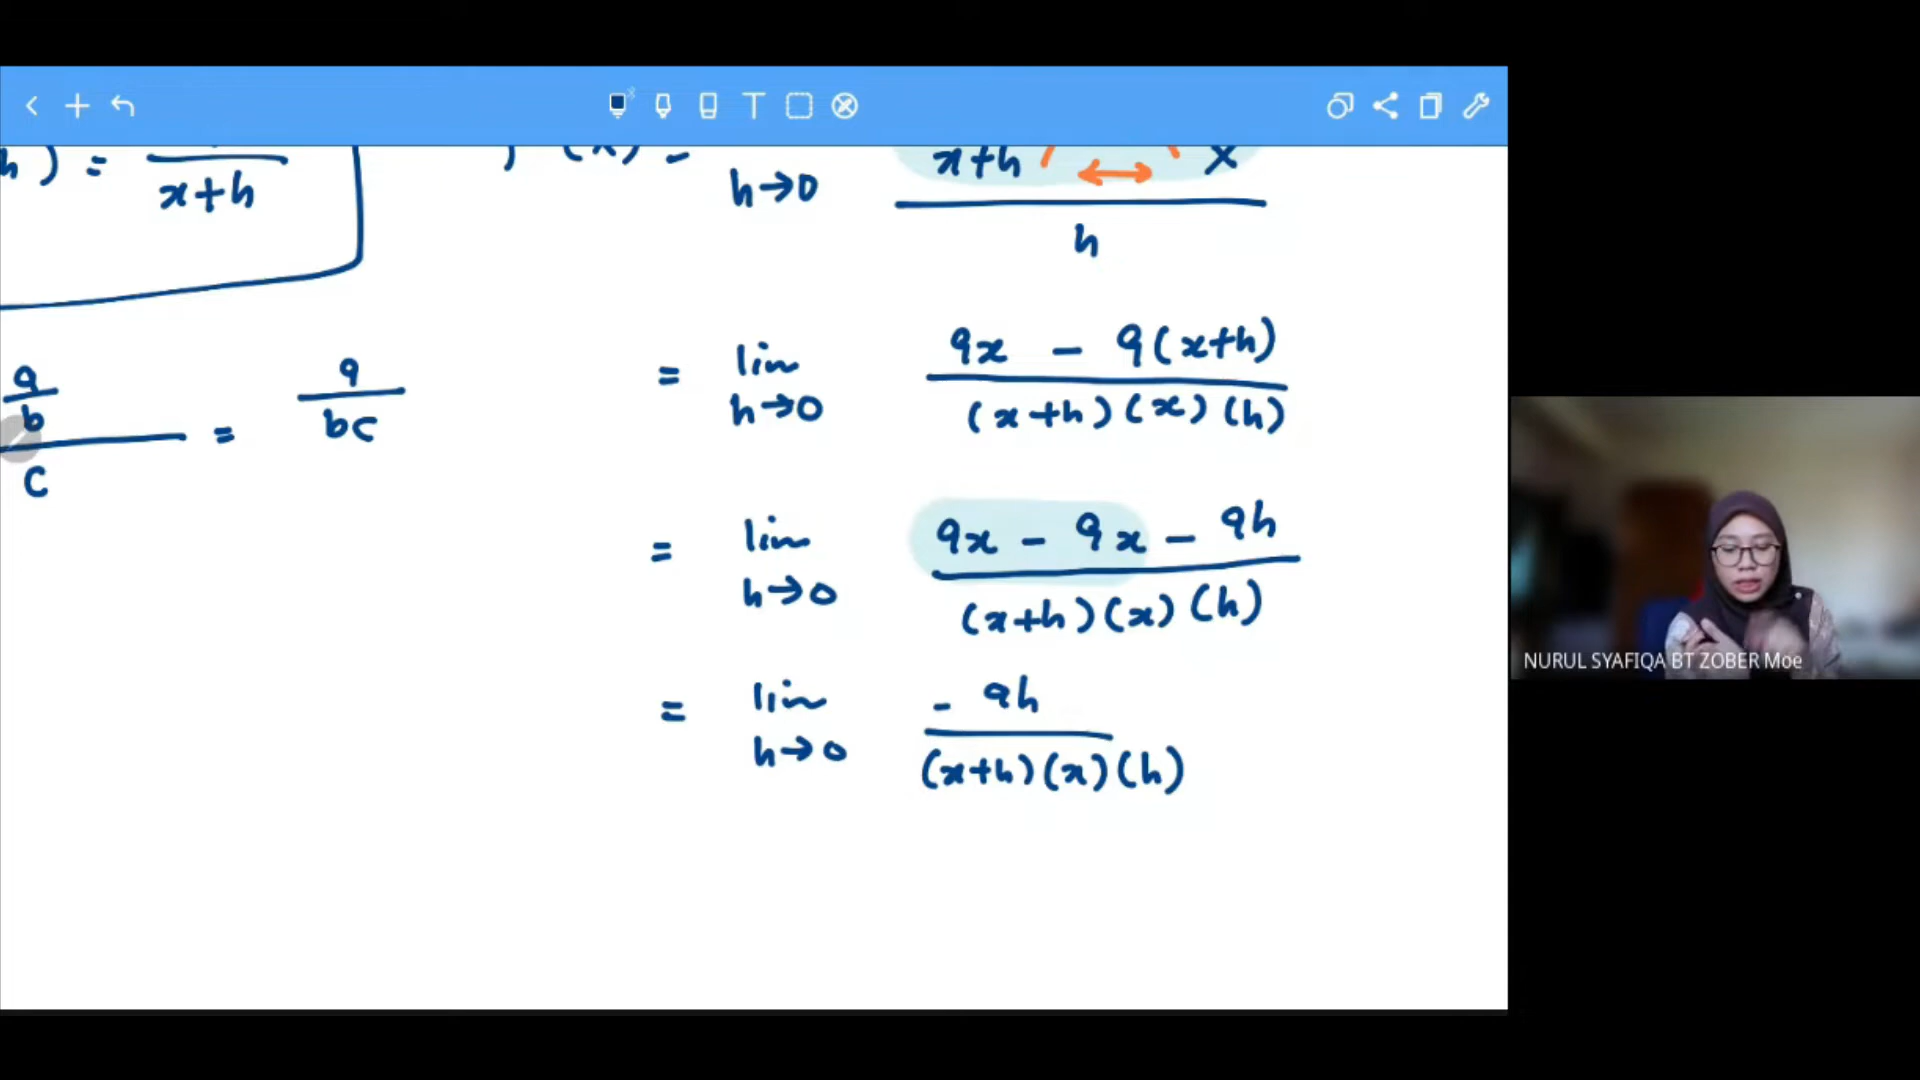 T
h ) =
x+h
f'(x) =
h→0
x+h
x
h
a
b
c
=
a
bc
= lim h→0
9x - 9(x+h)
(x+h)(x)(h)
= lim h→0
9x - 9x - 9h
(x+h)(x)(h)
= lim h→0
- 9h
(x+h)(x)(h)
NURUL SYAFIQA BT ZOBER Moe